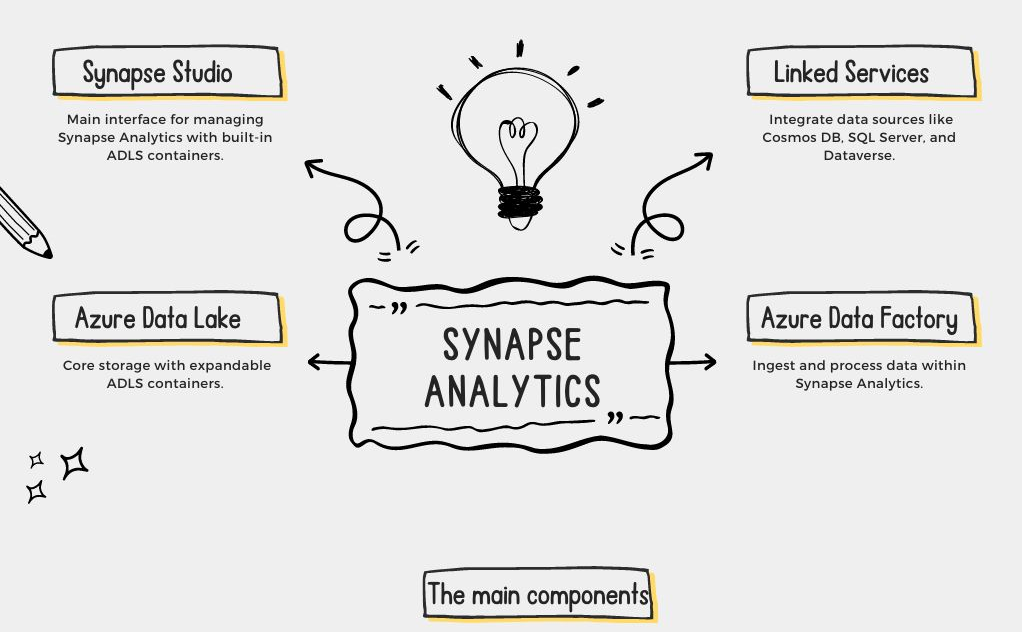 Synapse Studio
Main interface for managing
Synapse Analytics with built-in
ADLS containers.
Linked Services
Integrate data sources like
Cosmos DB, SQL Server, and
Dataverse.
Azure Data Lake
Core storage with expandable
ADLS containers.
SYNAPSE
ANALYTICS
Azure Data Factory
Ingest and process data within
Synapse Analytics.
The main components